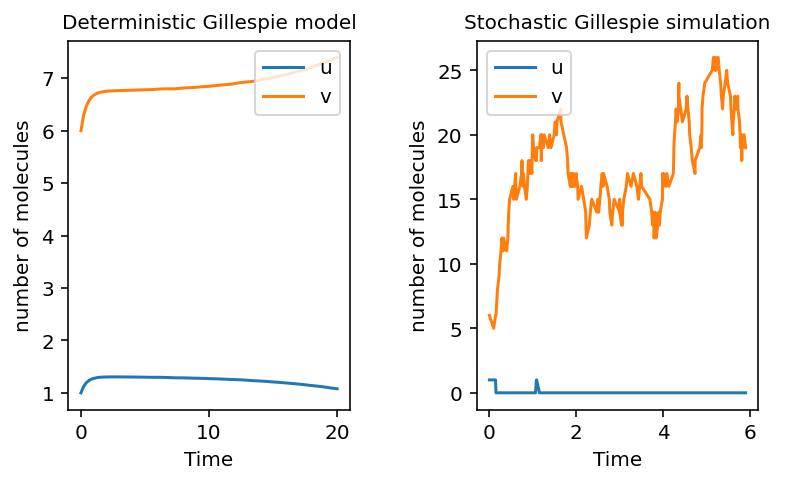 Deterministic Gillespie model
number of molecules
7
6
5
4
3
2
1
0
10
20
Time
u
v
Stochastic Gillespie simulation
number of molecules
25
20
15
10
5
0
0
2
4
6
Time
u
v